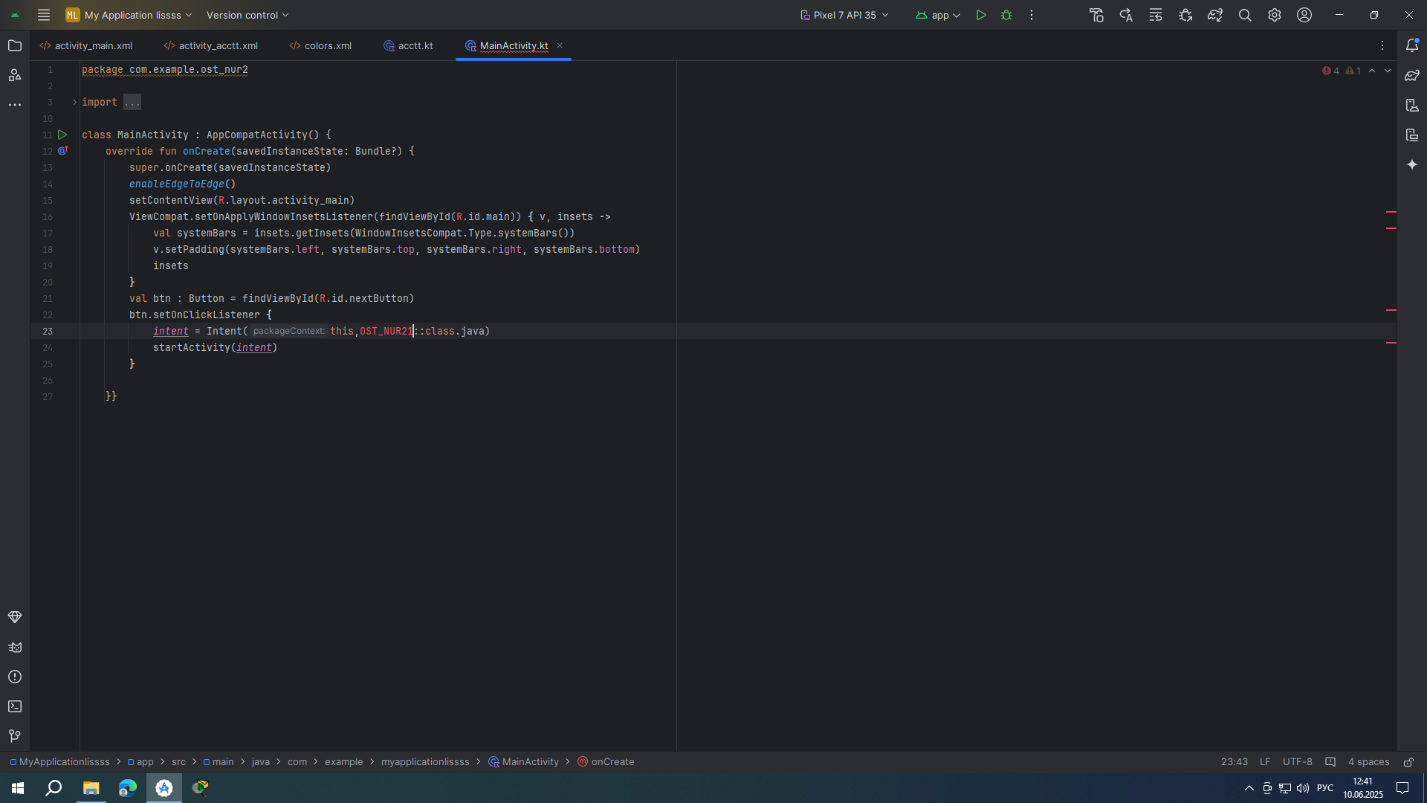 ML My Application lissss Version control Pixel 7 API 35 app
activity_main.xml activity_acctt.xml colors.xml acctt.kt MainActivity.kt
1 package com.example.ost_nur2 4 1
2
3 import ...
10
11 class MainActivity : AppCompatActivity() {
12 override fun onCreate(savedInstanceState: Bundle?) {
13 super.onCreate(savedInstanceState)
14 enableEdgeToEdge()
15 setContentView(R.layout.activity_main)
16 ViewCompat.setOnApplyWindowInsetsListener(findViewById(R.id.main)) { v, insets ->
17 val systemBars = insets.getInsets(WindowInsetsCompat.Type.systemBars())
18 v.setPadding(systemBars.left, systemBars.top, systemBars.right, systemBars.bottom)
19 insets
20 }
21 val btn : Button = findViewById(R.id.nextButton)
22 btn.setOnClickListener {
23 intent = Intent( packageContext: this,OST_NUR21::class.java)
24 startActivity(intent)
25 }
26
27 }}
MyApplicationlissss > app > src > main > java > com > example > myapplicationlissss > MainActivity > onCreate 23:43 LF UTF-8 4 spaces
РУС 12:41
10.06.2025